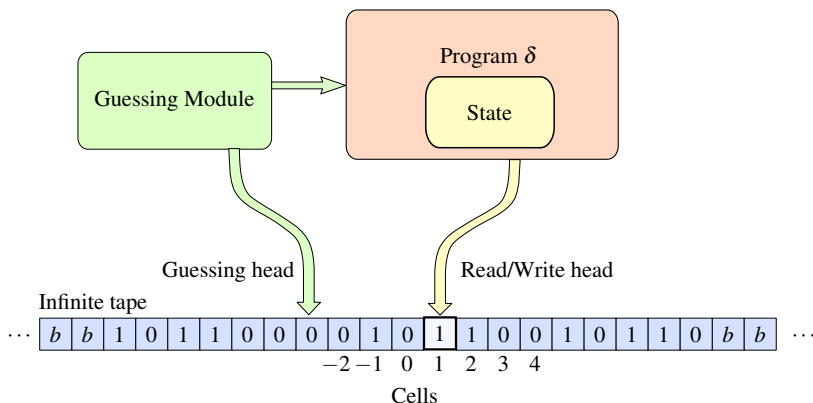 Program δ
Guessing Module
State
Guessing head
Read/Write head
Infinite tape
⋯ b b 1 0 1 1 0 0 0 0 1 0 1 1 0 0 1 0 1 1 0 b b ⋯
−2 −1 0 1 2 3 4
Cells